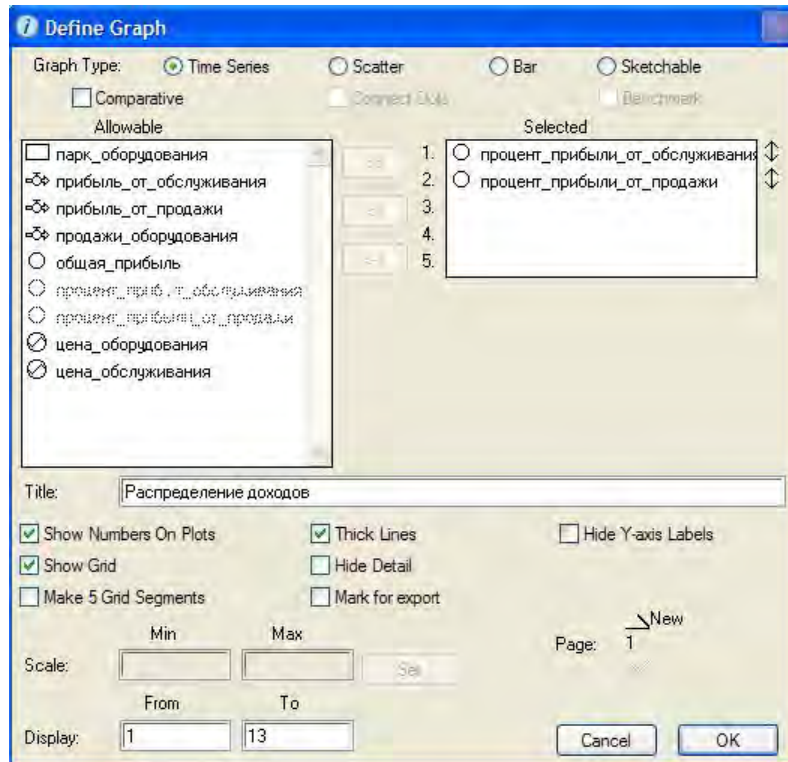 Define Graph
Graph Type: Time Series Scatter Bar Sketchable
Comparative Connect Dots Benchmark
Allowable Selected
парк_оборудования
прибыль_от_обслуживания
прибыль_от_продажи
продажи_оборудования
общая_прибыль
процент_приб.т_обслуживания
процент_прибыли_от_продажи
цена_оборудования
цена_обслуживания
1. процент_прибыли_от_обслуживания
2. процент_прибыли_от_продажи
3.
4.
5.
Title: Распределение доходов
Show Numbers On Plots Thick Lines Hide Y-axis Labels
Show Grid Hide Detail
Make 5 Grid Segments Mark for export
Min Max
Scale: Set
New
Page: 1
From To
Display: 1 13
Cancel OK